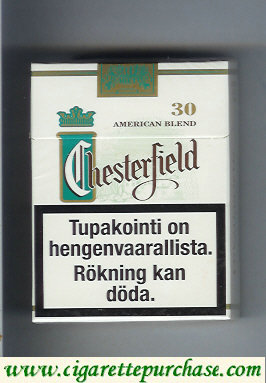 30
AMERICAN BLEND
Chesterfield
Tupakointi on
hengenvaarallista.
Rökning kan
döda.
www.cigarettepurchase.com